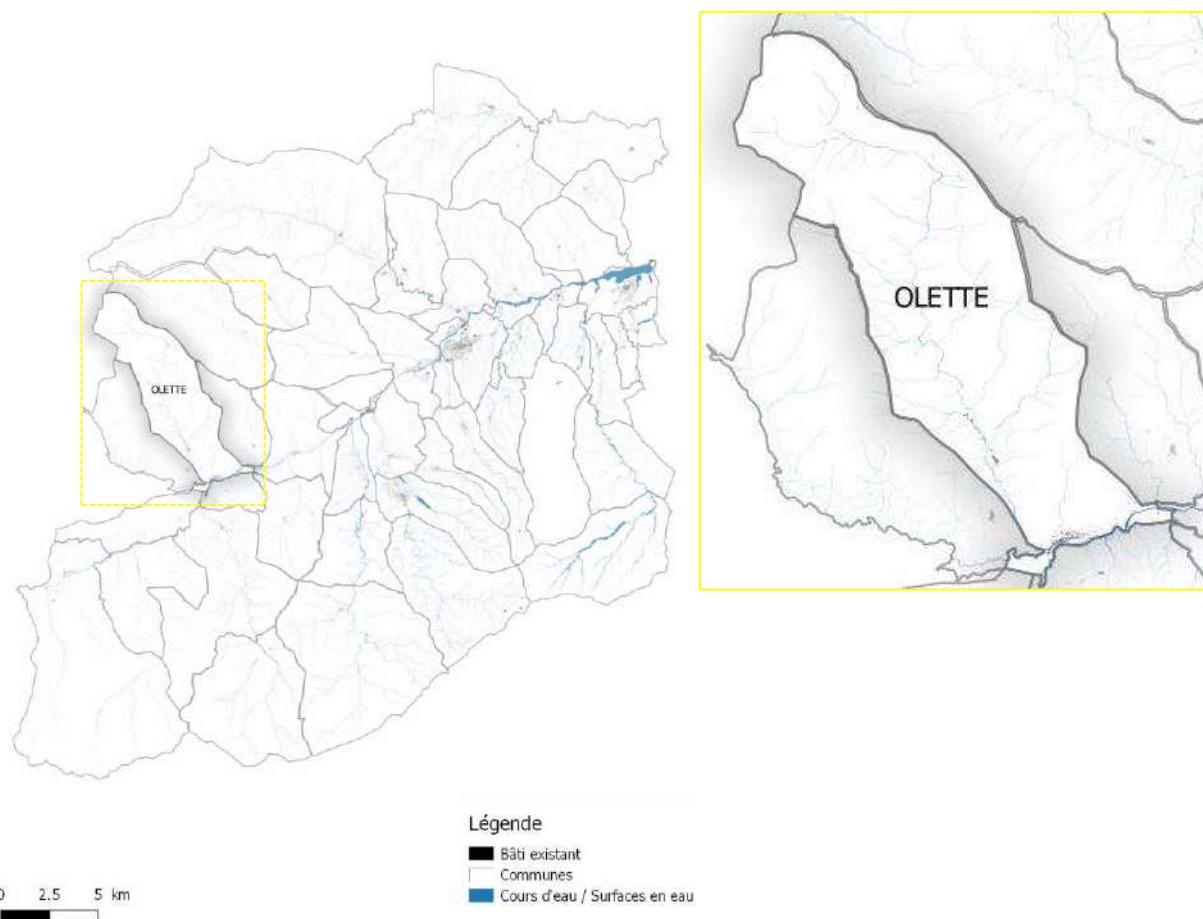 OLETTE
OLETTE
Légende
Bâti existant
Communes
Cours d'eau / Surfaces en eau
0 2.5 5 km